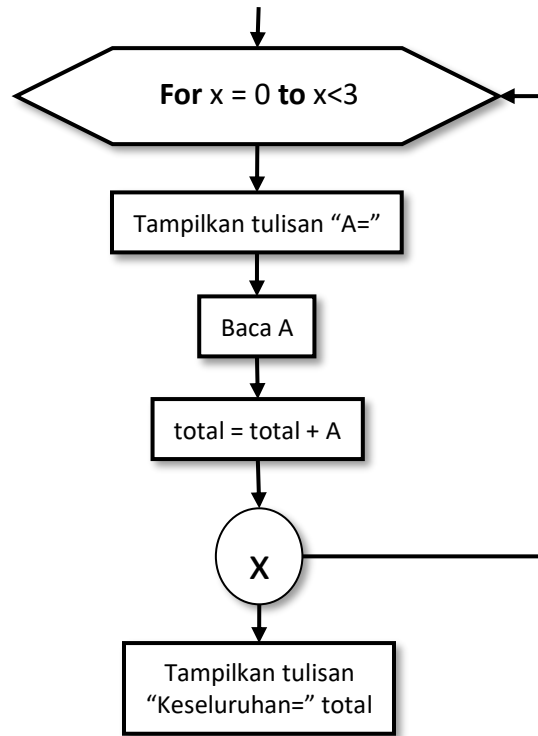 For x = 0 to x<3
Tampilkan tulisan “A=”
Baca A
total = total + A
x
Tampilkan tulisan
“Keseluruhan=” total